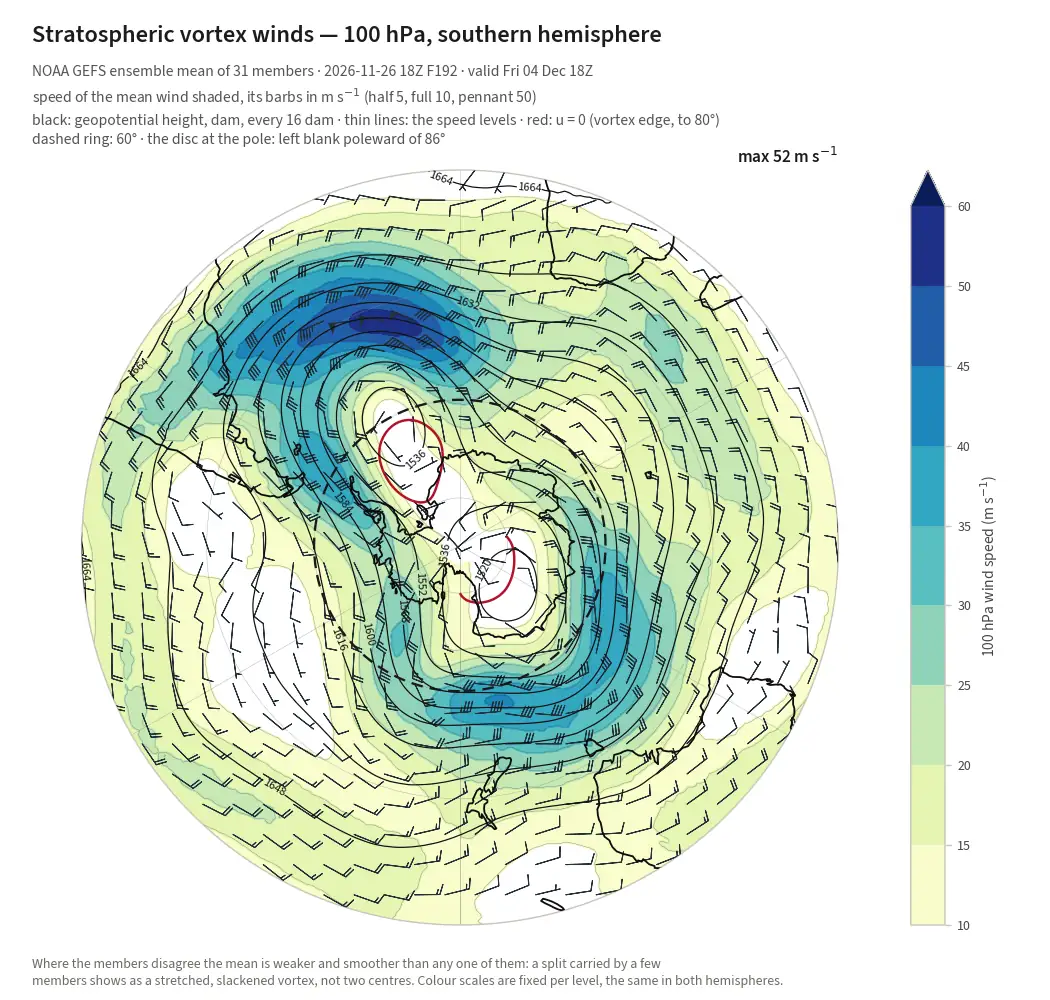 Stratospheric vortex winds — 100 hPa, southern hemisphere
NOAA GEFS ensemble mean of 31 members · 2026-11-26 18Z F192 · valid Fri 04 Dec 18Z
speed of the mean wind shaded, its barbs in m s⁻¹ (half 5, full 10, pennant 50)
black: geopotential height, dam, every 16 dam · thin lines: the speed levels · red: u = 0 (vortex edge, to 80°)
dashed ring: 60° · the disc at the pole: left blank poleward of 86°
max 52 m s⁻¹
1664
1664
1664
1664
1632
1536
1584
1536
1520
1552
1600
1616
1648
60
50
45
40
35
30
25
20
15
10
100 hPa wind speed (m s⁻¹)
Where the members disagree the mean is weaker and smoother than any one of them: a split carried by a few
members shows as a stretched, slackened vortex, not two centres. Colour scales are fixed per level, the same in both hemispheres.